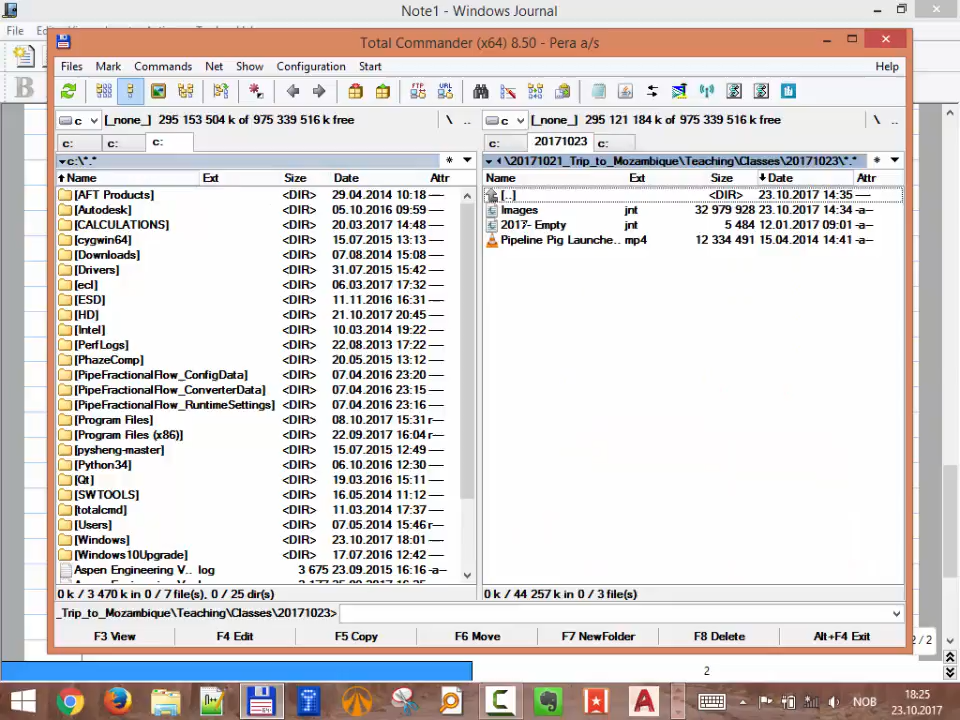 Note1 - Windows Journal
File
Total Commander (x64) 8.50 - Pera a/s
Files Mark Commands Net Show Configuration Start Help
FTP URL
B
c [_none_] 295 153 504 k of 975 339 516 k free \ ..
c [_none_] 295 121 184 k of 975 339 516 k free \ ..
c: c: c:
c: 20171023 c:
c:\*.* *
\20171021_Trip_to_Mozambique\Teaching\Classes\20171023\*.* *
Name Ext Size Date Attr
[AFT Products] <DIR> 29.04.2014 10:18 ----
[Autodesk] <DIR> 05.10.2016 09:59 ----
[CALCULATIONS] <DIR> 20.03.2017 14:48 ----
[cygwin64] <DIR> 15.07.2015 13:13 ----
[Downloads] <DIR> 07.08.2014 15:08 ----
[Drivers] <DIR> 31.07.2015 15:42 ----
[ecl] <DIR> 06.03.2017 17:32 ----
[ESD] <DIR> 11.11.2016 16:31 ----
[HD] <DIR> 21.10.2017 20:45 ----
[Intel] <DIR> 10.03.2014 19:22 ----
[PerfLogs] <DIR> 22.08.2013 17:22 ----
[PhazeComp] <DIR> 20.05.2015 13:12 ----
[PipeFractionalFlow_ConfigData] <DIR> 07.04.2016 23:20 ----
[PipeFractionalFlow_ConverterData] <DIR> 07.04.2016 23:15 ----
[PipeFractionalFlow_RuntimeSettings] <DIR> 07.04.2016 23:16 ----
[Program Files] <DIR> 08.10.2017 15:31 r---
[Program Files (x86)] <DIR> 22.09.2017 16:04 r---
[pysheng-master] <DIR> 15.07.2015 12:49 ----
[Python34] <DIR> 06.10.2016 12:30 ----
[Qt] <DIR> 19.03.2016 15:11 ----
[SWTOOLS] <DIR> 16.05.2014 11:12 ----
[totalcmd] <DIR> 11.03.2014 17:37 ----
[Users] <DIR> 07.05.2014 15:46 r---
[Windows] <DIR> 23.10.2017 18:01 ----
[Windows10Upgrade] <DIR> 17.07.2016 12:42 ----
Aspen Engineering V.. log 3 675 23.09.2015 16:16 -a--
Name Ext Size Date Attr
[..] <DIR> 23.10.2017 14:35 ----
Images jnt 32 979 928 23.10.2017 14:34 -a--
2017- Empty jnt 5 484 12.01.2017 09:01 -a--
Pipeline Pig Launche.. mp4 12 334 491 15.04.2014 14:41 -a--
0 k / 3 470 k in 0 / 7 file(s), 0 / 25 dir(s)
0 k / 44 257 k in 0 / 3 file(s)
_Trip_to_Mozambique\Teaching\Classes\20171023>
F3 View F4 Edit F5 Copy F6 Move F7 NewFolder F8 Delete Alt+F4 Exit
2 / 2
2
NOB
18:25
23.10.2017